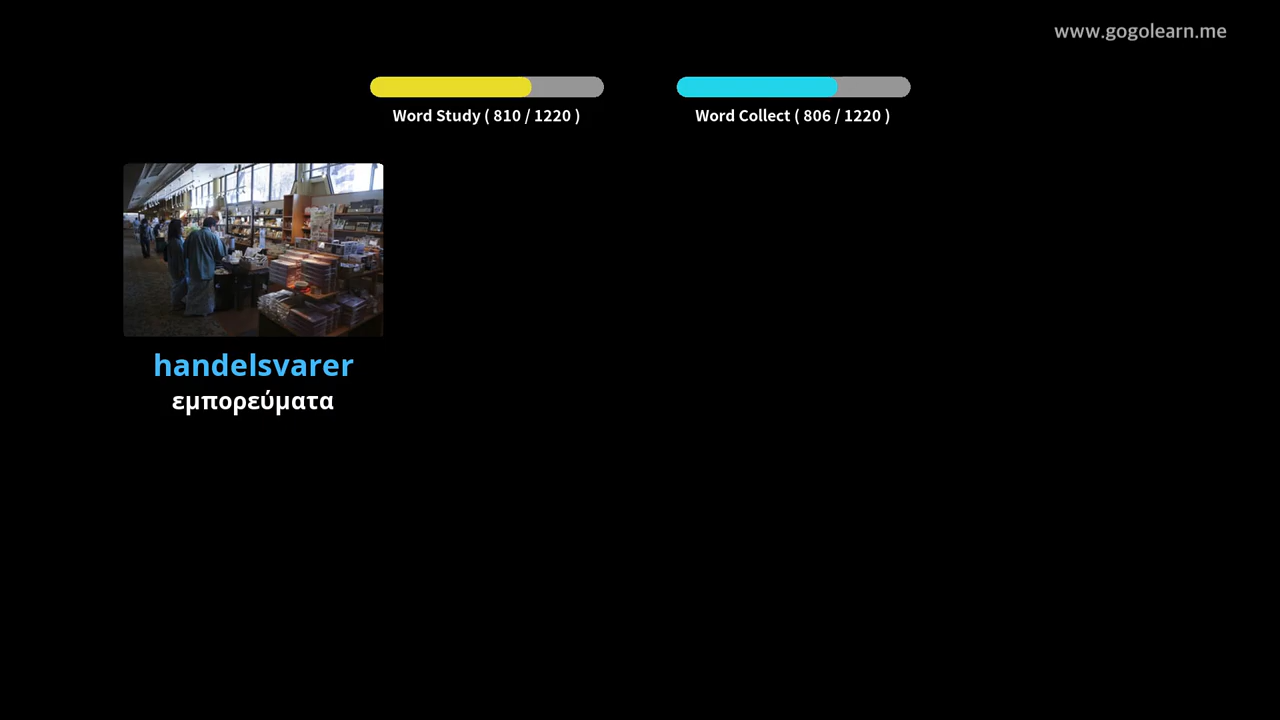 www.gogolearn.me
Word Study ( 810 / 1220 )
Word Collect ( 806 / 1220 )
handelsvarer
εμπορεύματα